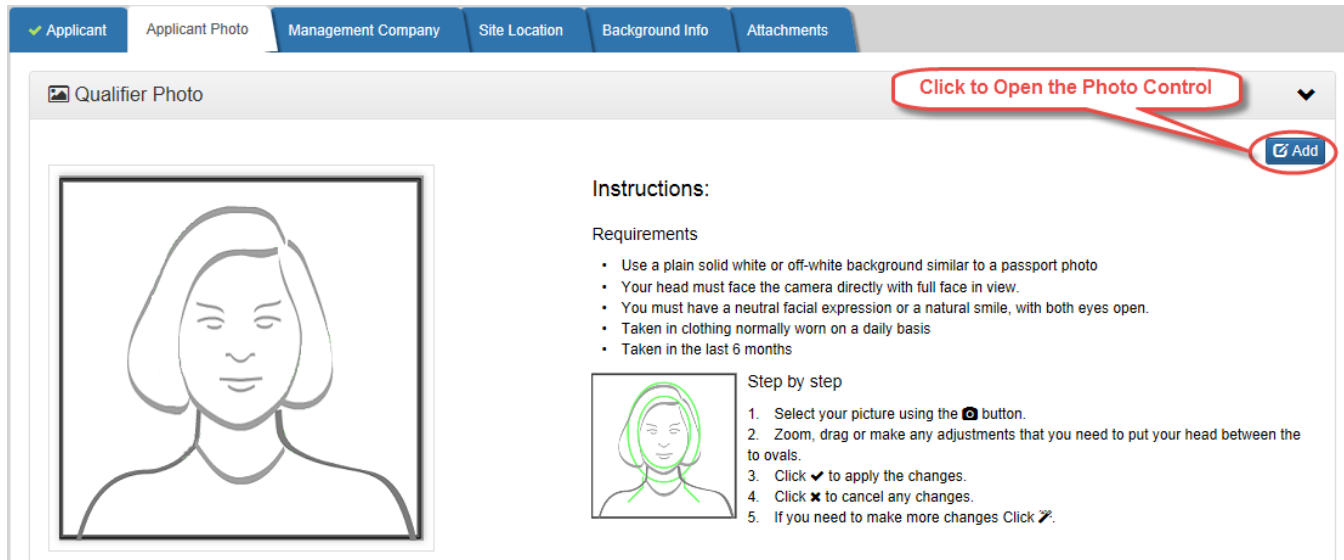 Applicant Applicant Photo Management Company Site Location Background Info Attachments
Click to Open the Photo Control
Qualifier Photo
Add
Instructions:
Requirements
• Use a plain solid white or off-white background similar to a passport photo
• Your head must face the camera directly with full face in view.
• You must have a neutral facial expression or a natural smile, with both eyes open.
• Taken in clothing normally worn on a daily basis
• Taken in the last 6 months
Step by step
1. Select your picture using the button.
2. Zoom, drag or make any adjustments that you need to put your head between the
to ovals.
3. Click ✔ to apply the changes.
4. Click ✖ to cancel any changes.
5. If you need to make more changes Click .